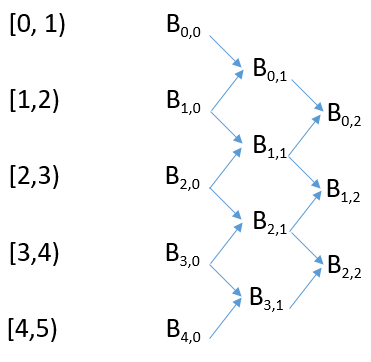 [0, 1) B0,0
B0,1
[1,2) B1,0
B0,2
B1,1
[2,3) B2,0
B1,2
B2,1
[3,4) B3,0
B2,2
B3,1
[4,5) B4,0